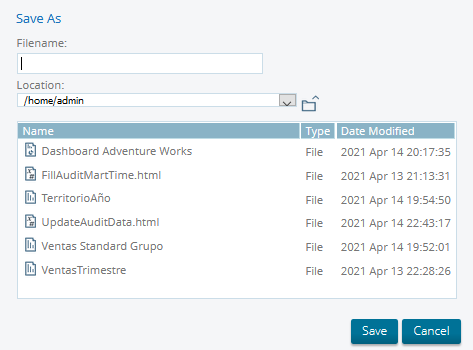 Save As
Filename:
Location:
/home/admin
Name Type Date Modified
Dashboard Adventure Works File 2021 Apr 14 20:17:35
FillAuditMartTime.html File 2021 Apr 13 21:13:31
TerritorioAño File 2021 Apr 14 19:54:50
UpdateAuditData.html File 2021 Apr 14 22:43:17
Ventas Standard Grupo File 2021 Apr 14 19:52:01
VentasTrimestre File 2021 Apr 13 22:28:26
Save Cancel